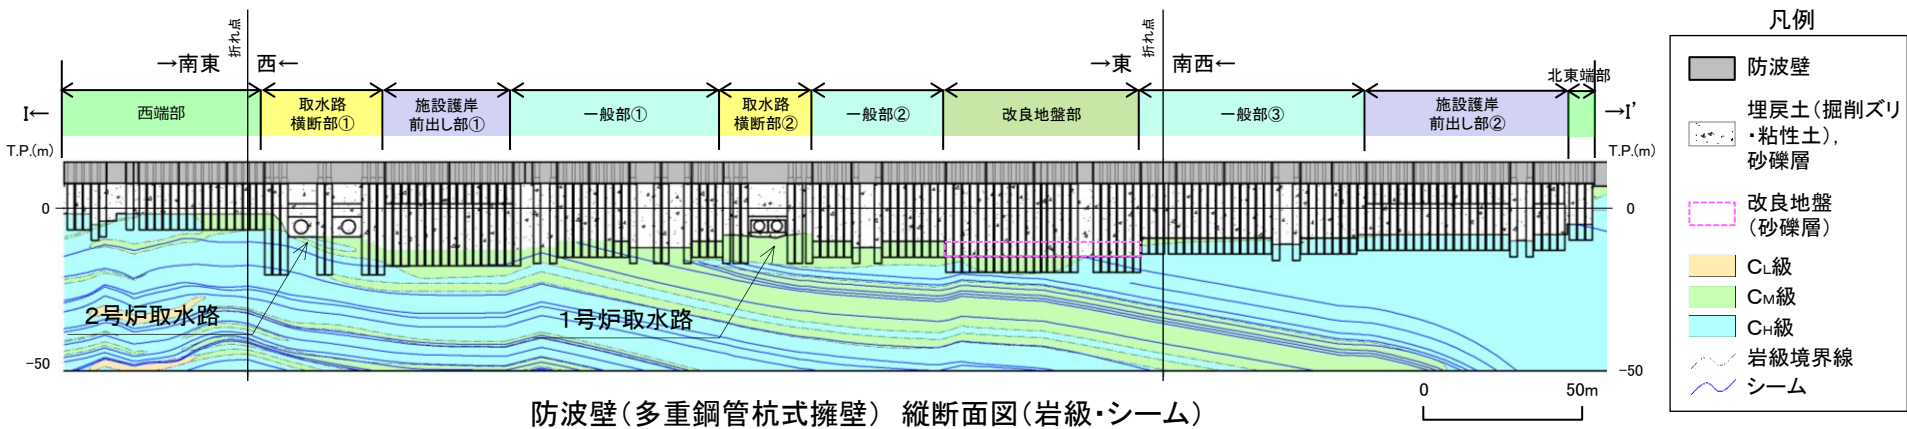 凡例
折れ点
折れ点
→南東 西←
→東 南西←
北東端部
防波壁
I←
西端部
取水路
横断部①
施設護岸
前出し部①
一般部①
取水路
横断部②
一般部②
改良地盤部
一般部③
施設護岸
前出し部②
→I'
埋戻土(掘削ズリ
・粘性土),
砂礫層
T.P.(m)
T.P.(m)
0
0
改良地盤
(砂礫層)
CL級
CM級
2号炉取水路
1号炉取水路
CH級
岩級境界線
-50
-50
シーム
0 50m
防波壁(多重鋼管杭式擁壁) 縦断面図(岩級・シーム)